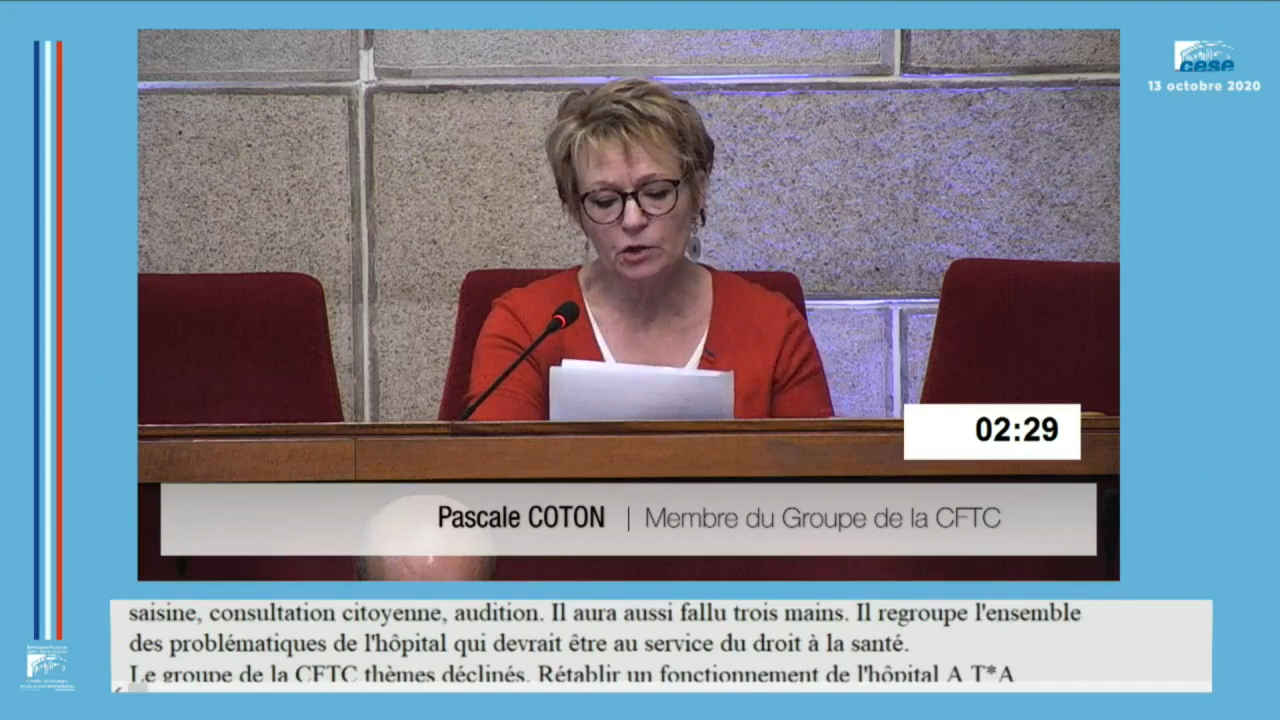 cese
13 octobre 2020
02:29
Pascale COTON | Membre du Groupe de la CFTC
saisine, consultation citoyenne, audition. Il aura aussi fallu trois mains. Il regroupe l'ensemble
des problématiques de l'hôpital qui devrait être au service du droit à la santé.
Le groupe de la CFTC thèmes déclinés. Rétablir un fonctionnement de l'hôpital A T*A